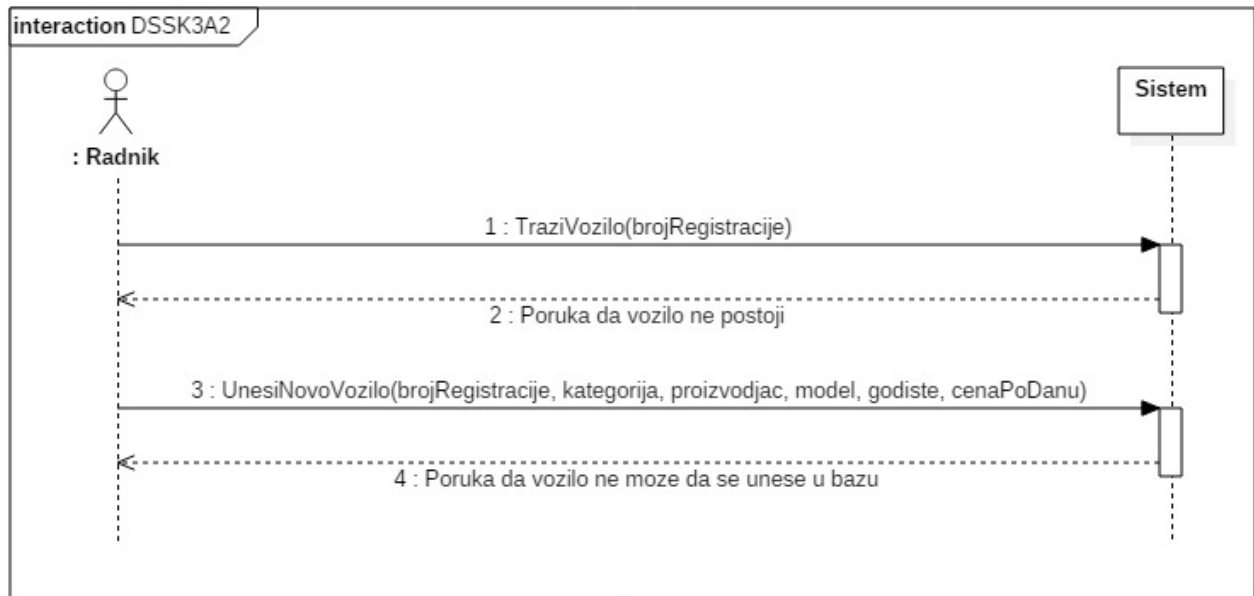 interaction DSSK3A2
Sistem
: Radnik
1 : TraziVozilo(brojRegistracije)
2 : Poruka da vozilo ne postoji
3 : UnesiNovoVozilo(brojRegistracije, kategorija, proizvodjac, model, godiste, cenaPoDanu)
4 : Poruka da vozilo ne moze da se unese u bazu